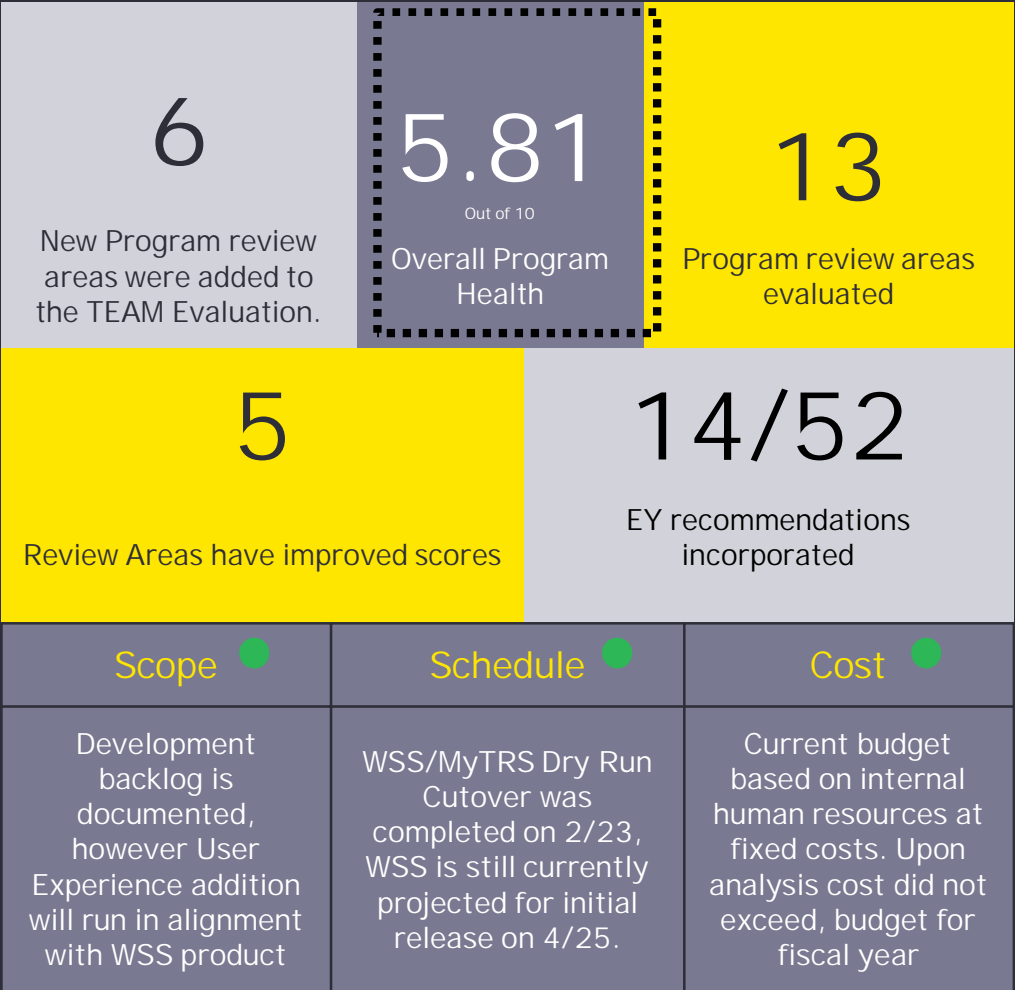 6
New Program review
areas were added to
the TEAM Evaluation.
5.81
Out of 10
Overall Program
Health
13
Program review areas
evaluated
5
Review Areas have improved scores
14/52
EY recommendations
incorporated
Scope
Schedule
Cost
Development
backlog is
documented,
however User
Experience addition
will run in alignment
with WSS product
WSS/MyTRS Dry Run
Cutover was
completed on 2/23,
WSS is still currently
projected for initial
release on 4/25.
Current budget
based on internal
human resources at
fixed costs. Upon
analysis cost did not
exceed, budget for
fiscal year